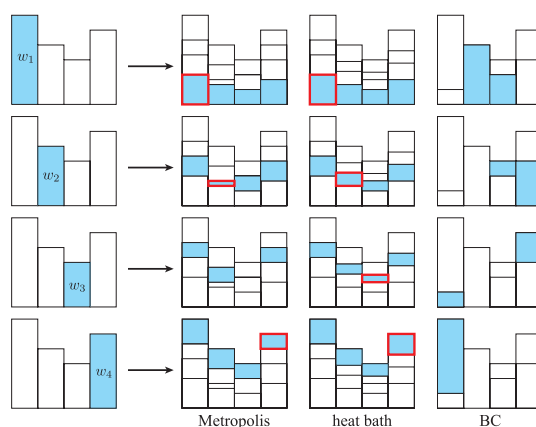 w₁
w₂
w₃
w₄
Metropolis heat bath BC